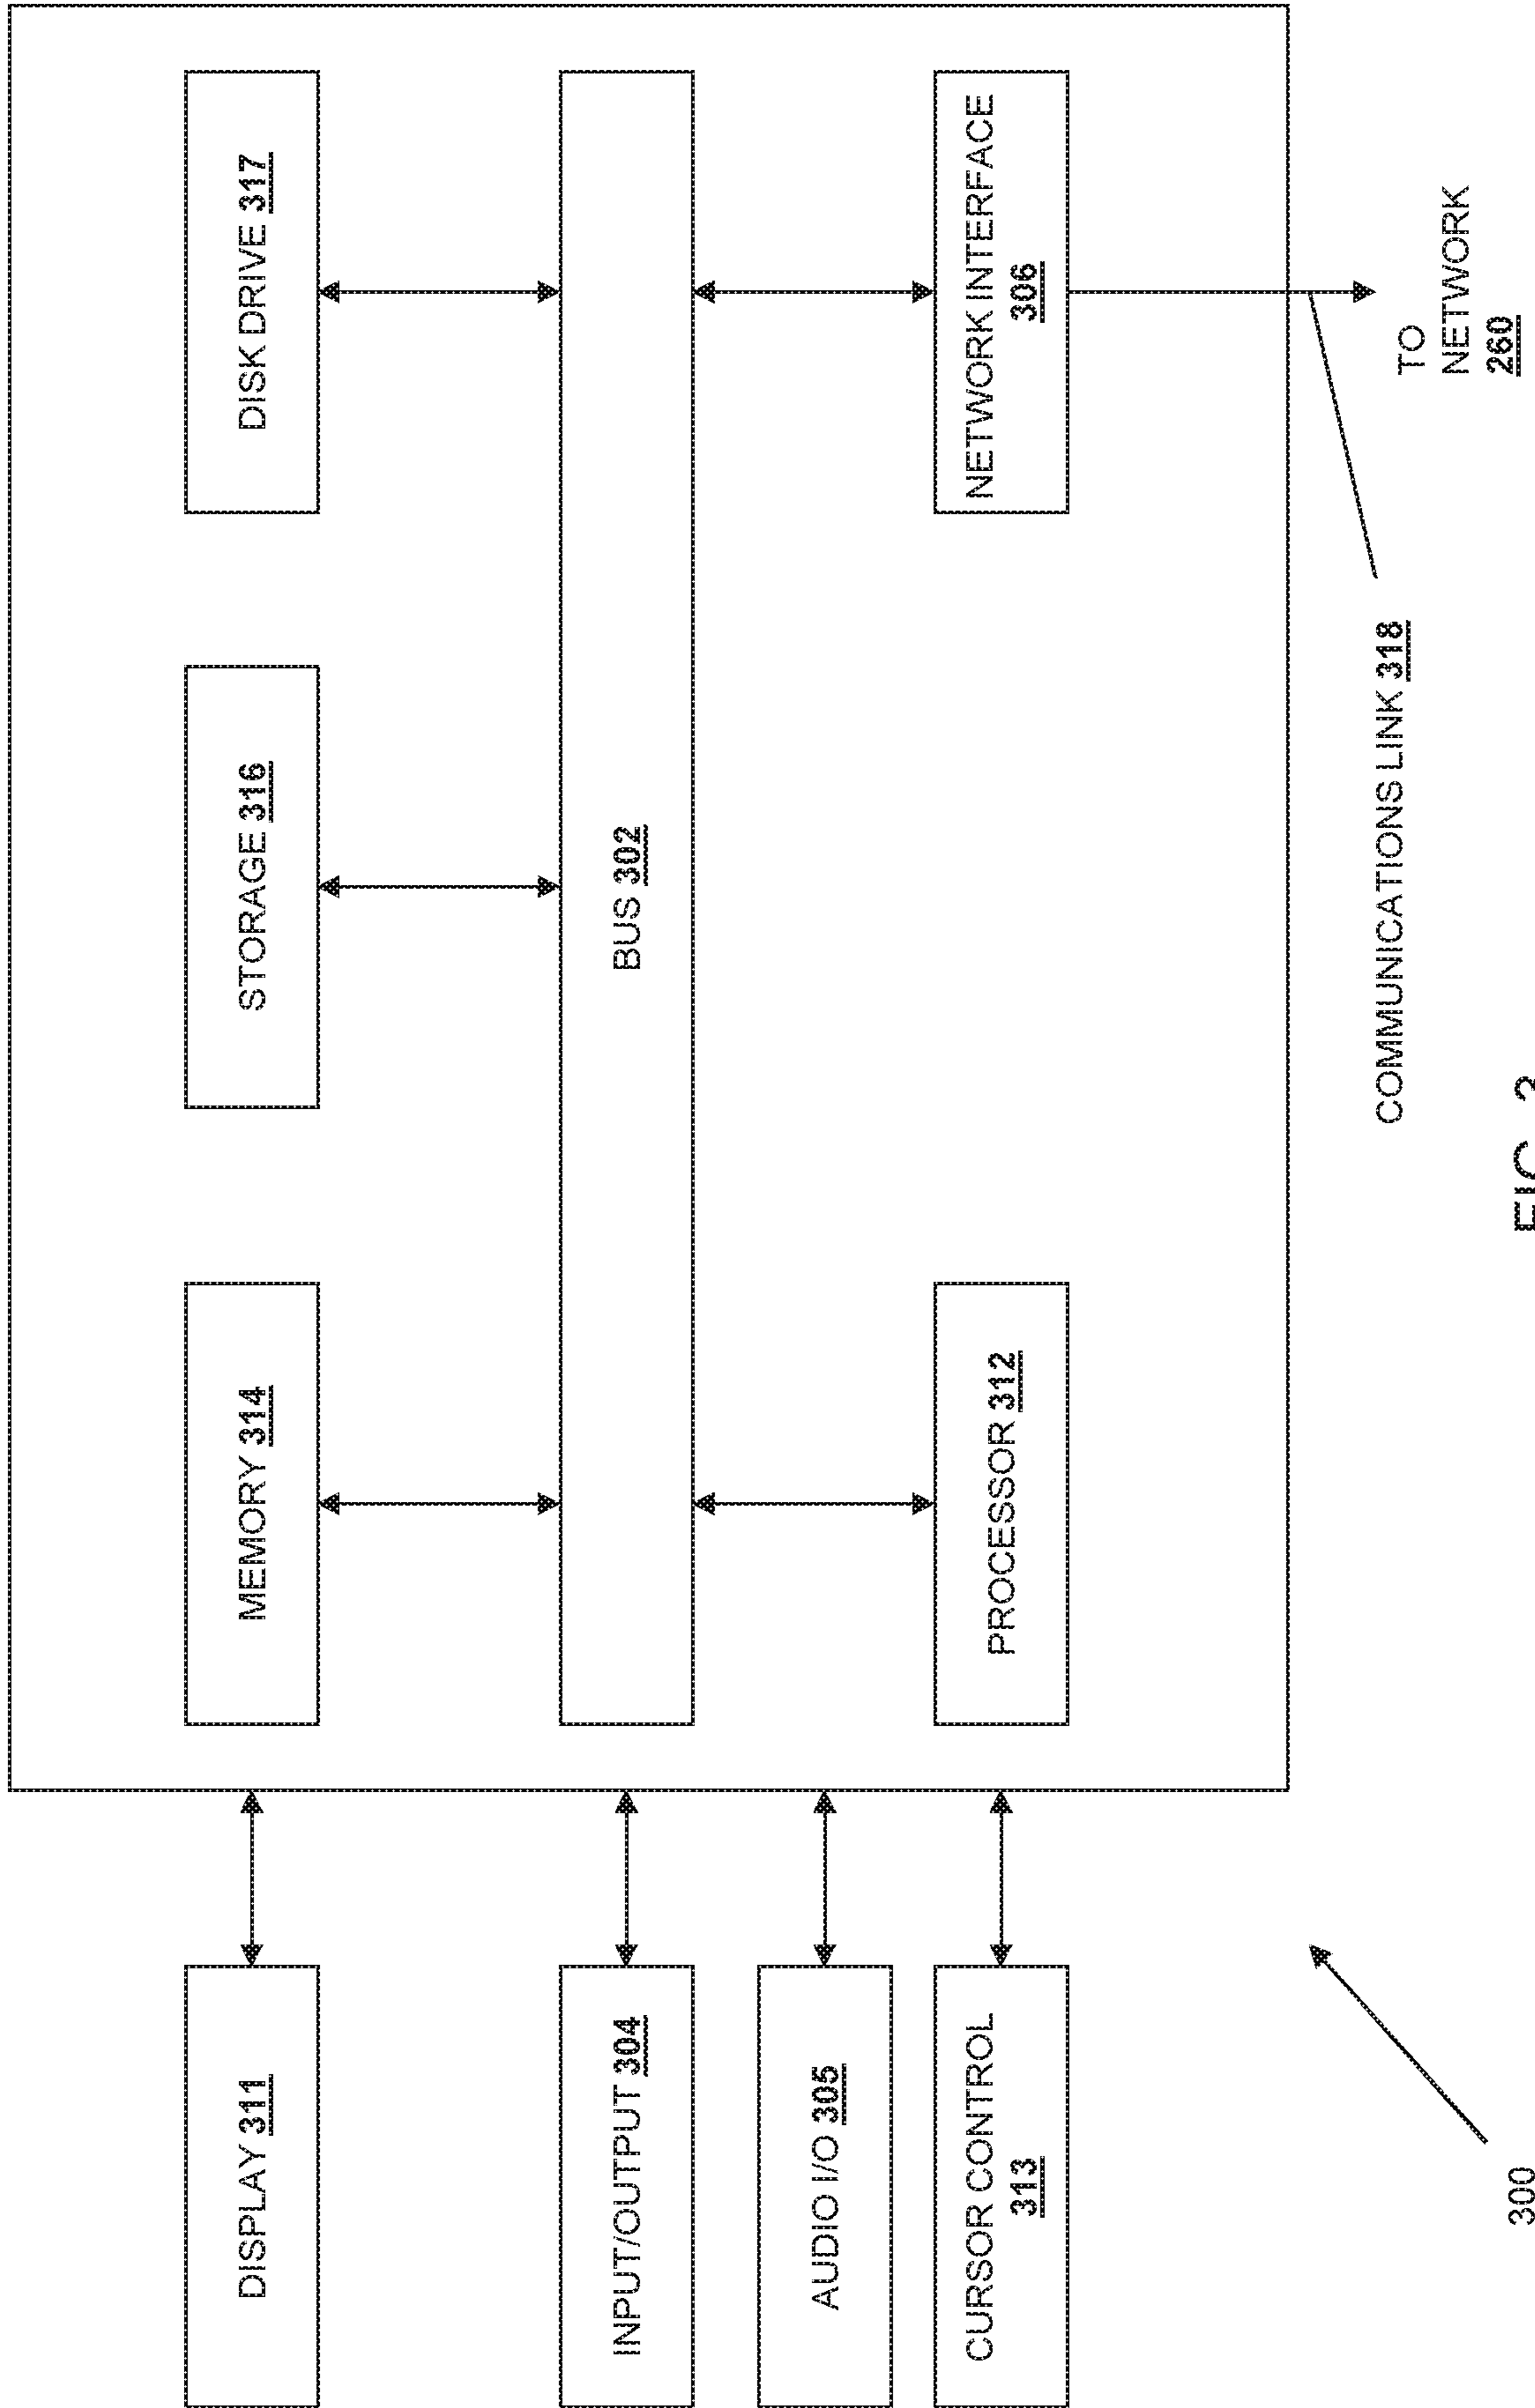 DISPLAY 311
MEMORY 314
STORAGE 316
DISK DRIVE 317
INPUT/OUTPUT 304
BUS 302
AUDIO I/O 305
CURSOR CONTROL
313
PROCESSOR 312
NETWORK INTERFACE
306
COMMUNICATIONS LINK 318
TO
NETWORK
260
300
FIG